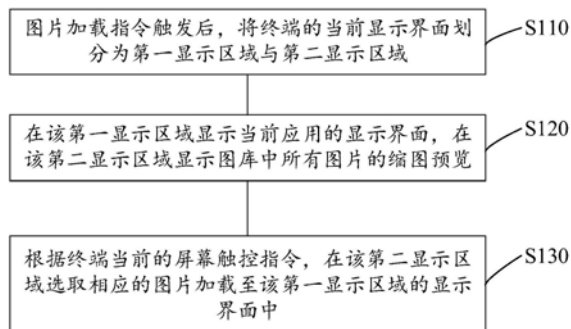 图片加载指令触发后，将终端的当前显示界面划
分为第一显示区域与第二显示区域
S110
在该第一显示区域显示当前应用的显示界面，在
该第二显示区域显示图库中所有图片的缩图预览
S120
根据终端当前的屏幕触控指令，在该第二显示区
域选取相应的图片加载至该第一显示区域的显示
界面中
S130